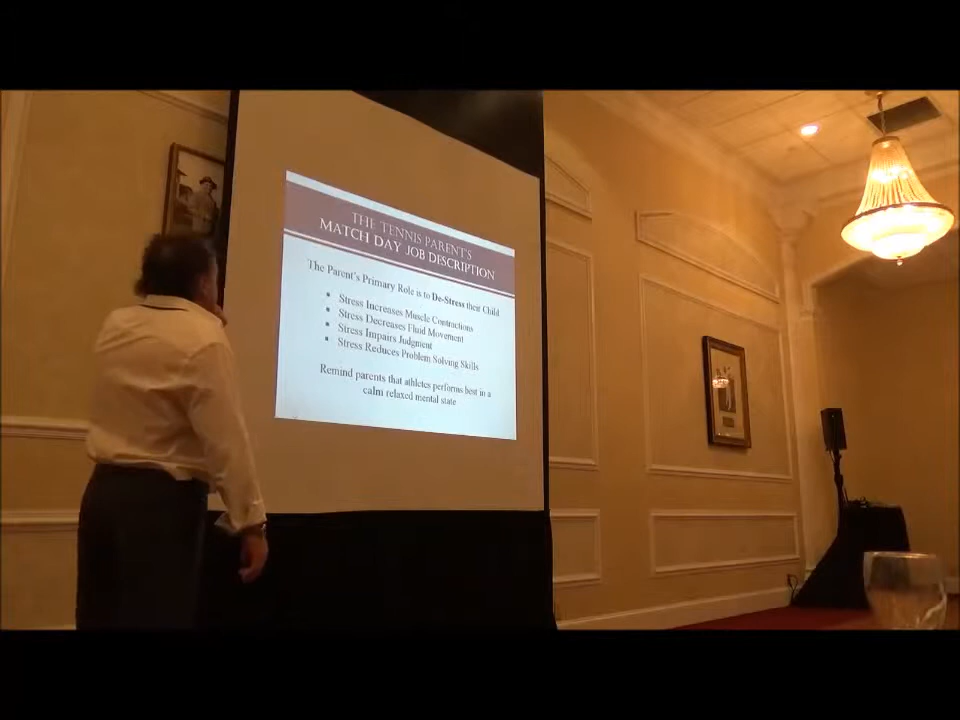 THE TENNIS PARENT'S
MATCH DAY JOB DESCRIPTION
The Parent's Primary Role is to De-Stress their Child
• Stress Increases Muscle Contractions
• Stress Decreases Fluid Movement
• Stress Impairs Judgment
• Stress Reduces Problem Solving Skills
Remind parents that athletes performs best in a
calm relaxed mental state